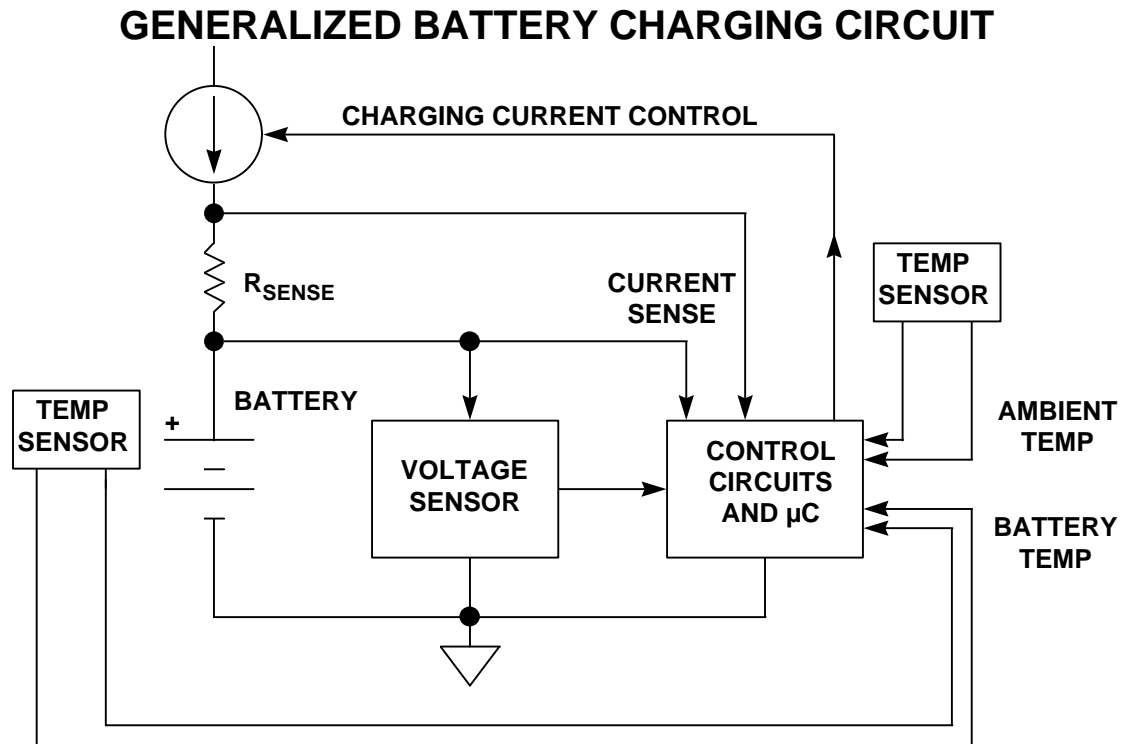 GENERALIZED BATTERY CHARGING CIRCUIT
CHARGING CURRENT CONTROL
RSENSE
CURRENT
SENSE
TEMP
SENSOR
TEMP
SENSOR
+
BATTERY
VOLTAGE
SENSOR
CONTROL
CIRCUITS
AND µC
AMBIENT
TEMP
BATTERY
TEMP